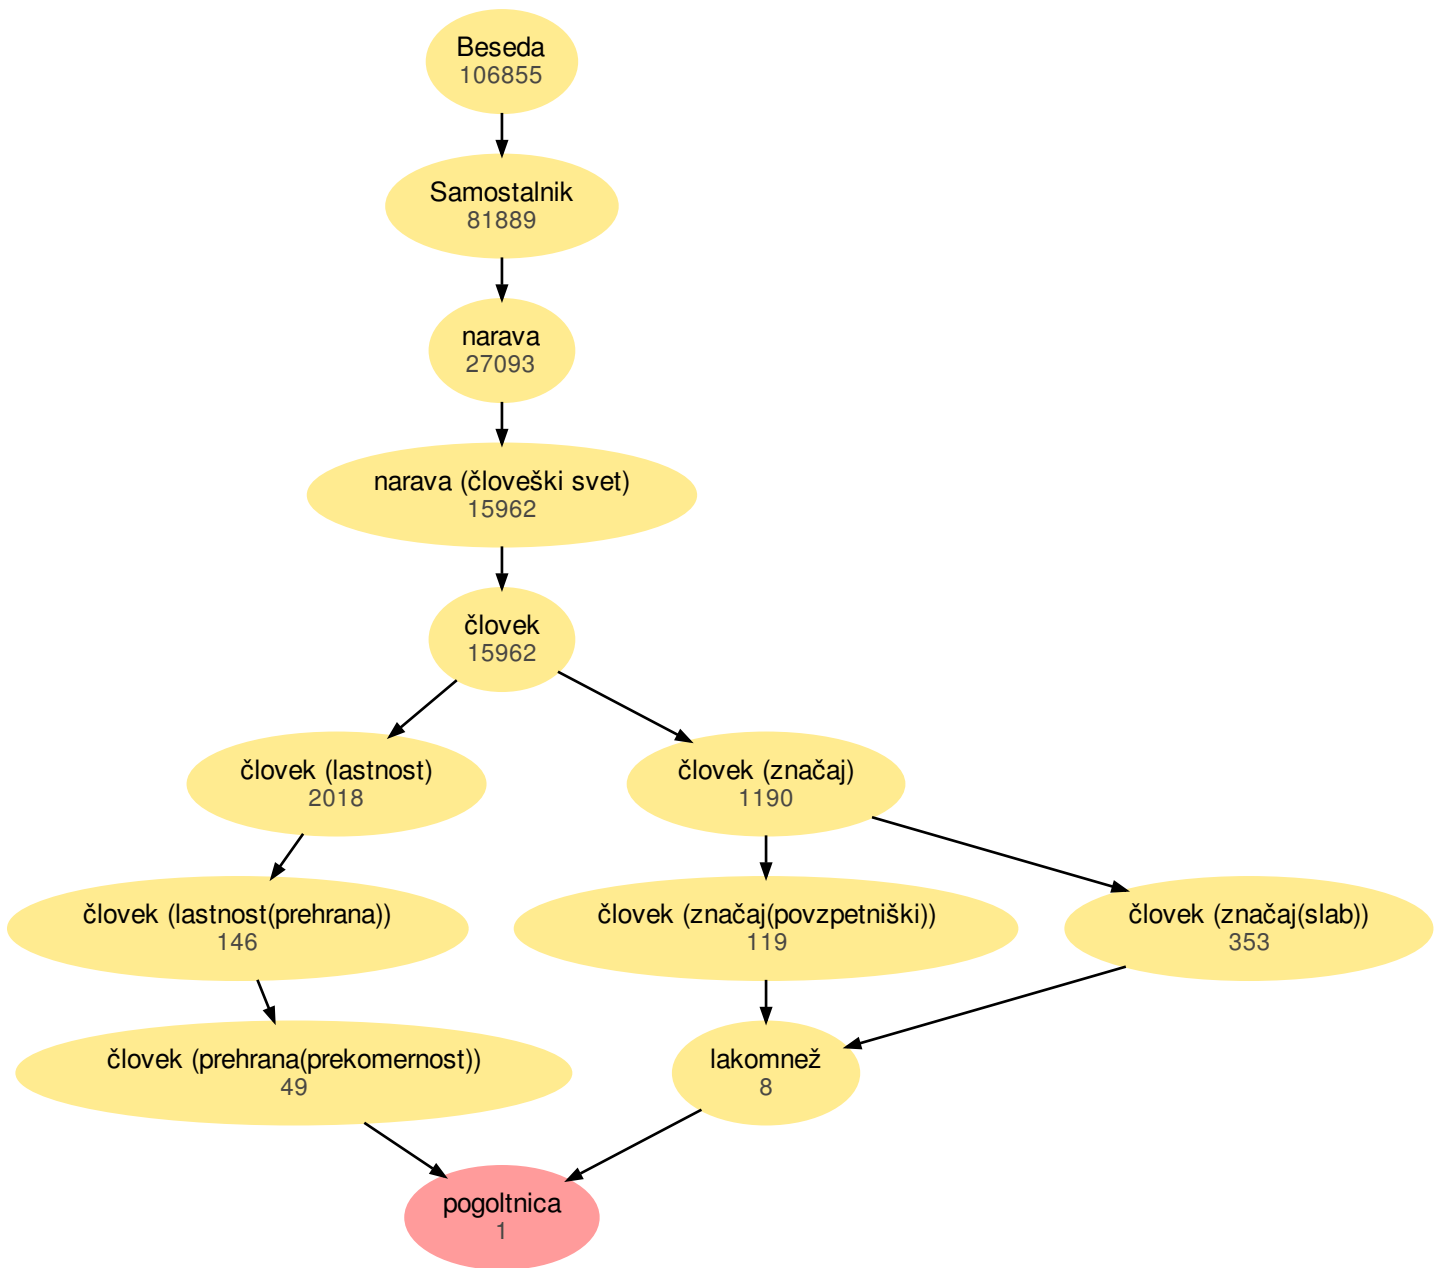 Beseda
106855
Samostalnik
81889
narava
27093
narava (človeški svet)
15962
človek
15962
človek (lastnost)
2018
človek (značaj)
1190
človek (lastnost(prehrana))
146
človek (značaj(povzpetniški))
119
človek (značaj(slab))
353
človek (prehrana(prekomernost))
49
lakomnež
8
pogoltnica
1